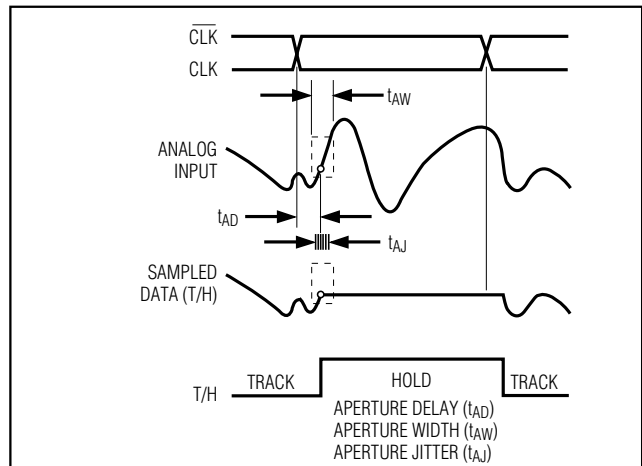 CLK
CLK
tAW
ANALOG
INPUT
tAD
tAJ
SAMPLED
DATA (T/H)
TRACK HOLD TRACK
T/H
APERTURE DELAY (tAD)
APERTURE WIDTH (tAW)
APERTURE JITTER (tAJ)